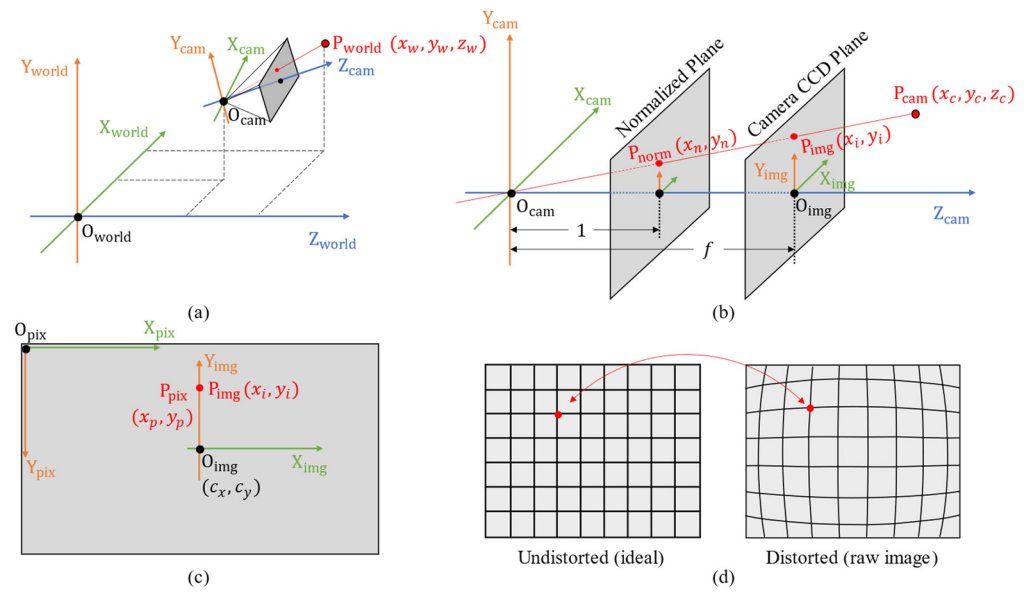 Y_cam
X_cam
P_world (x_w, y_w, z_w)
Z_cam
O_cam
Y_world
X_world
O_world
Z_world
(a)
Y_cam
X_cam
Normalized Plane
Camera CCD Plane
P_cam (x_c, y_c, z_c)
P_norm (x_n, y_n)
P_img (x_i, y_i)
Y_img
X_img
O_cam
O_img
Z_cam
1
f
(b)
O_pix
X_pix
Y_img
P_pix
P_img (x_i, y_i)
(x_p, y_p)
Y_pix
O_img
X_img
(c_x, c_y)
(c)
Undistorted (ideal)
Distorted (raw image)
(d)